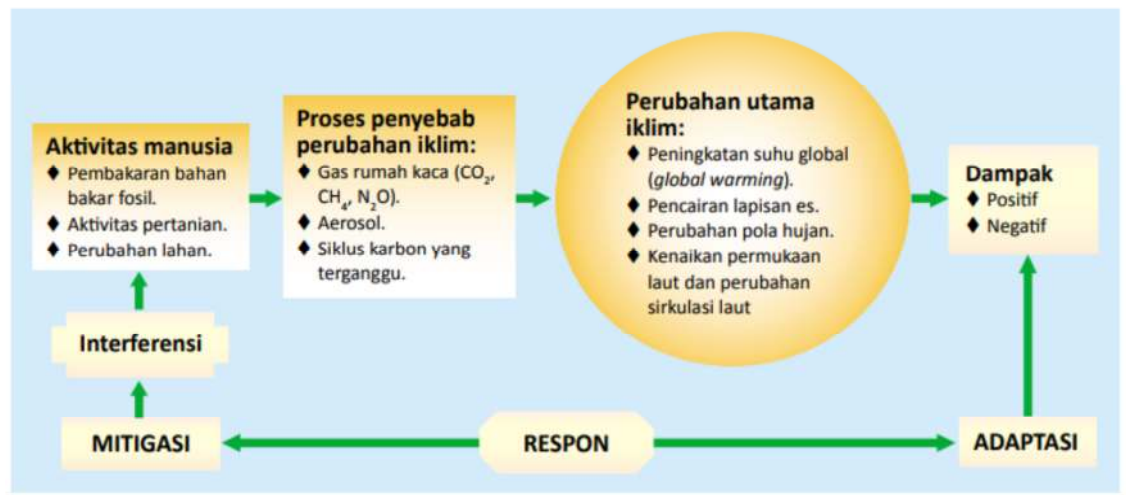 Aktivitas manusia
♦ Pembakaran bahan
bakar fosil.
♦ Aktivitas pertanian.
♦ Perubahan lahan.
Proses penyebab
perubahan iklim:
♦ Gas rumah kaca (CO₂,
CH₄, N₂O).
♦ Aerosol.
♦ Siklus karbon yang
terganggu.
Perubahan utama
iklim:
♦ Peningkatan suhu global
(global warming).
♦ Pencairan lapisan es.
♦ Perubahan pola hujan.
♦ Kenaikan permukaan
laut dan perubahan
sirkulasi laut
Dampak
♦ Positif
♦ Negatif
Interferensi
MITIGASI
RESPON
ADAPTASI